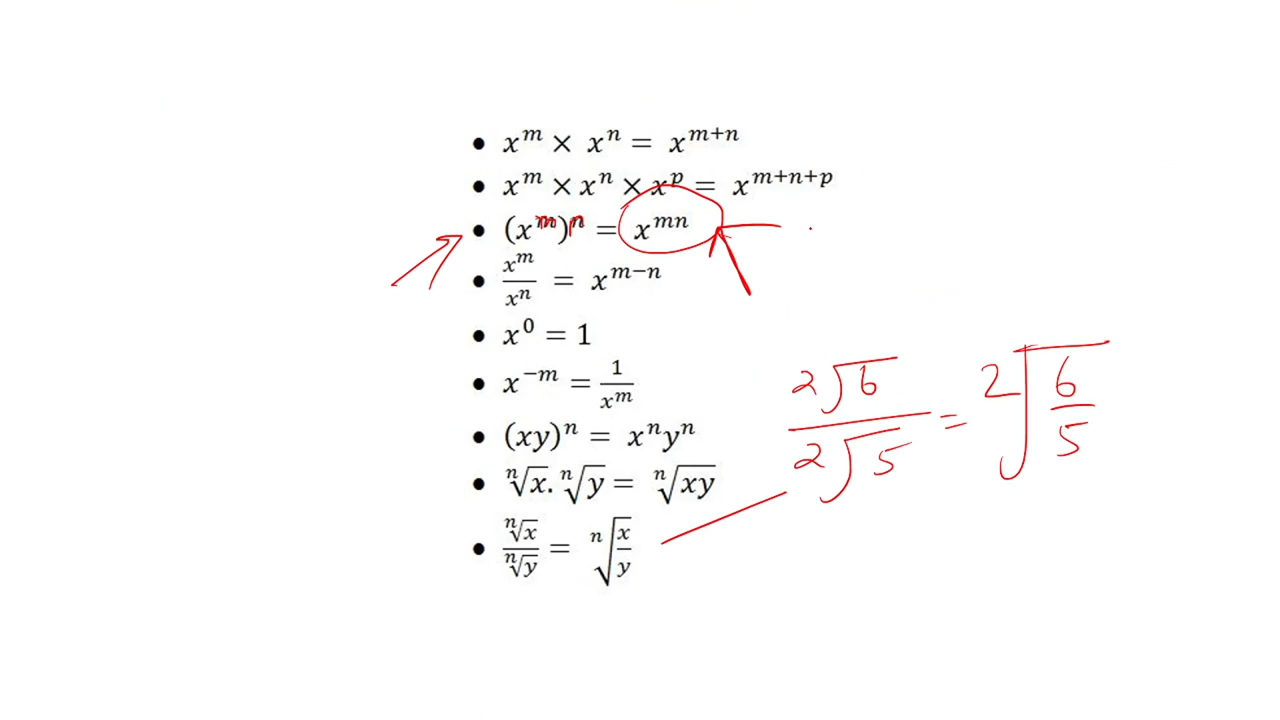 • x^m × x^n = x^{m+n}
• x^m × x^n × x^p = x^{m+n+p}
• (x^m)^n = x^{mn}
• x^m / x^n = x^{m−n}
• x^0 = 1
• x^{−m} = 1 / x^m
• (xy)^n = x^n y^n
• ⁿ√x . ⁿ√y = ⁿ√xy
• ⁿ√x / ⁿ√y = ⁿ√(x/y)
2√6 / 2√5 = 2√(6/5)